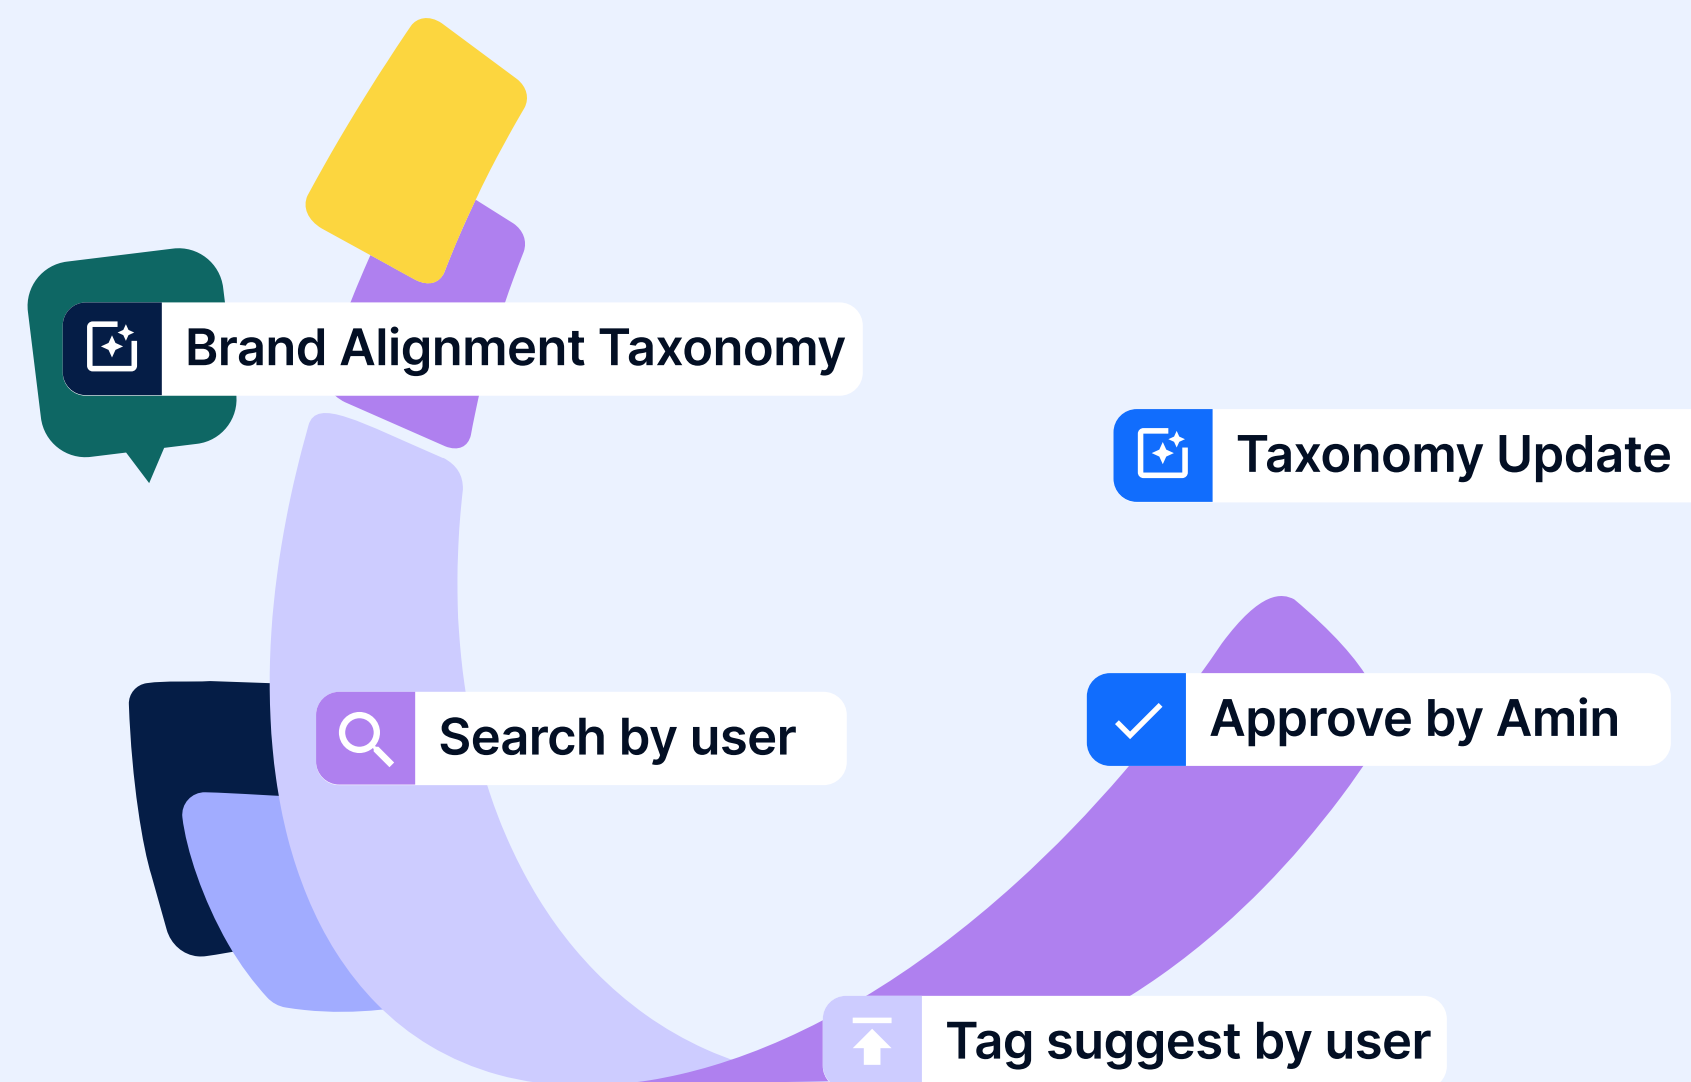 Brand Alignment Taxonomy
Taxonomy Update
Search by user
Approve by Amin
Tag suggest by user